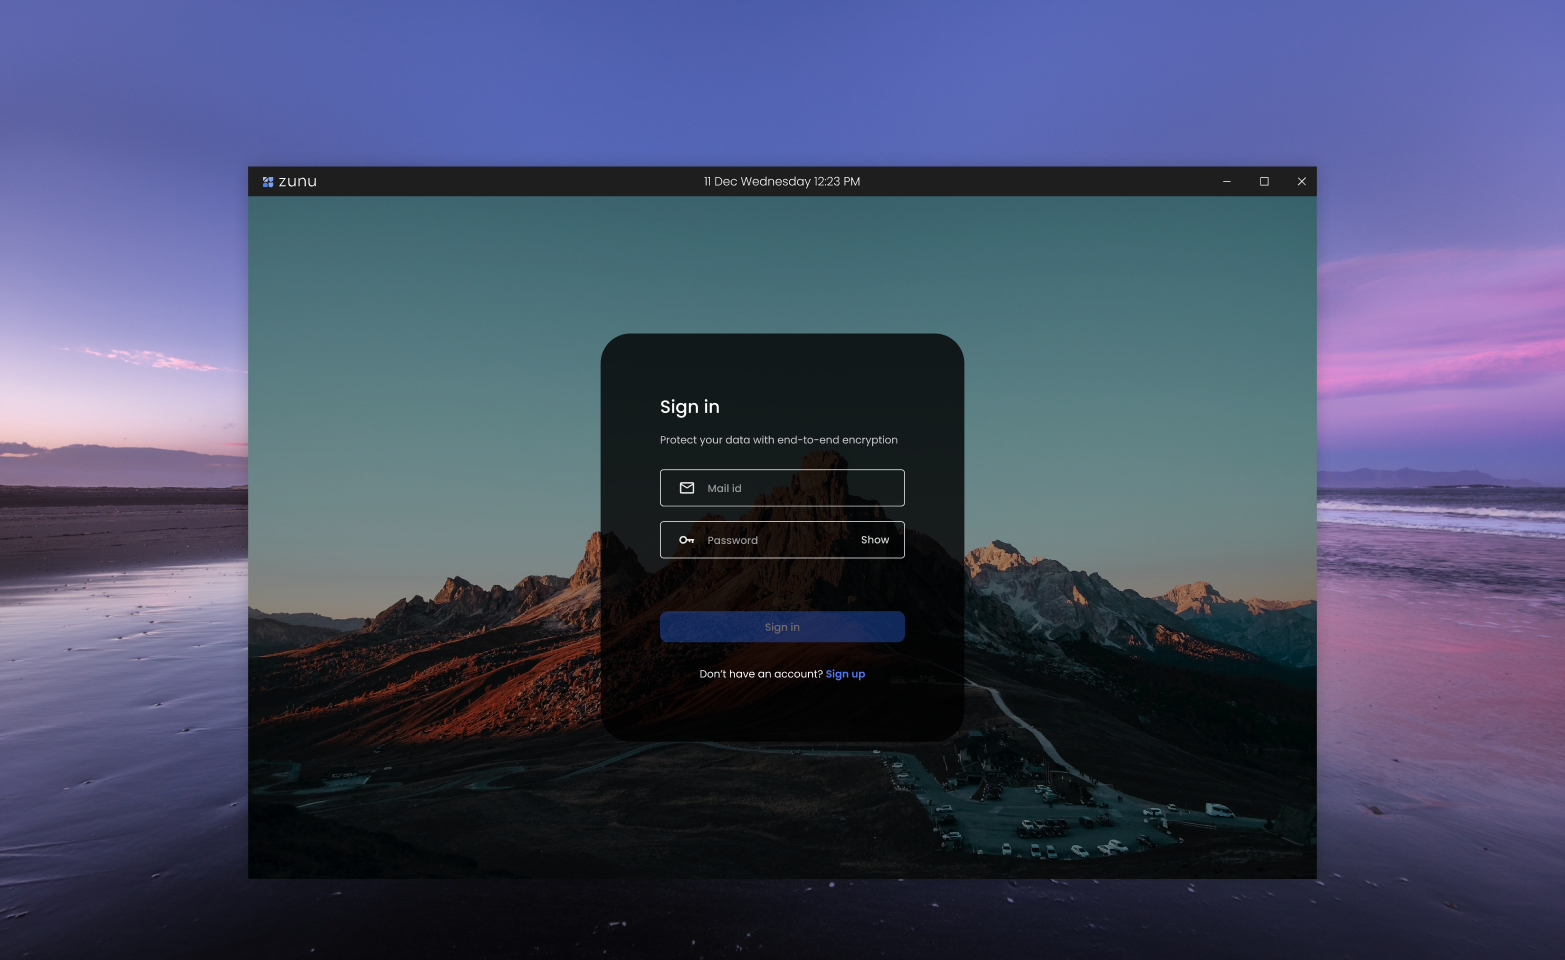 zunu
11 Dec Wednesday 12:23 PM
Sign in
Protect your data with end-to-end encryption
Mail id
Password Show
Sign in
Don't have an account? Sign up